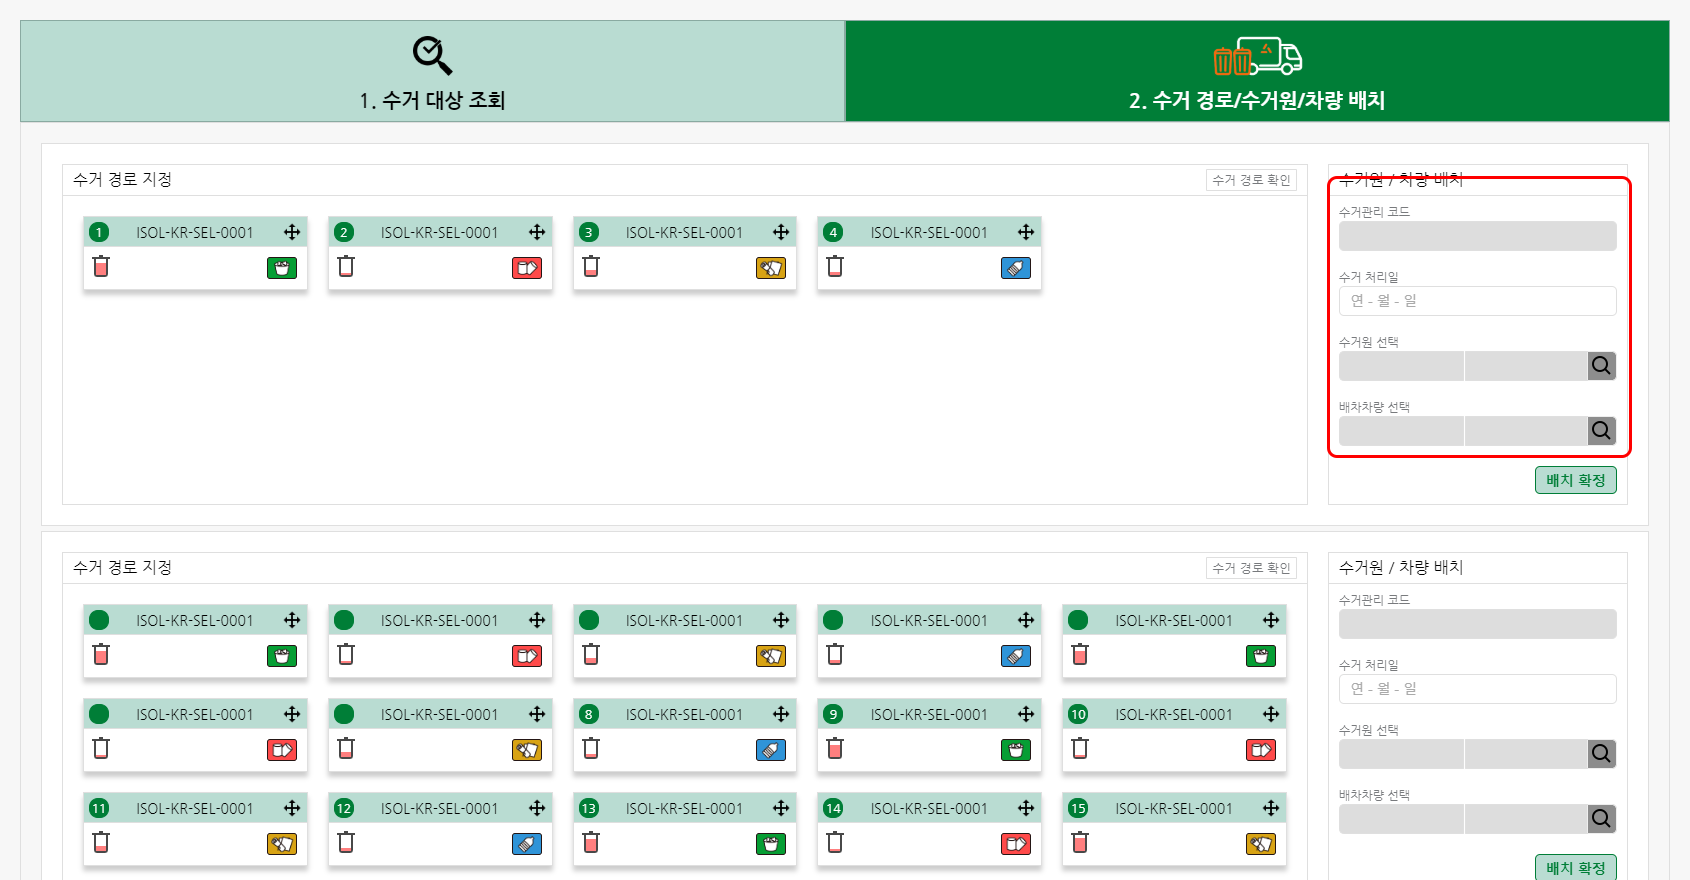 1. 수거 대상 조회
2. 수거 경로/수거원/차량 배치
수거 경로 지정
수거 경로 확인
1 ISOL-KR-SEL-0001
2 ISOL-KR-SEL-0001
3 ISOL-KR-SEL-0001
4 ISOL-KR-SEL-0001
수거원 / 차량 배치
수거관리 코드
수거 처리일
연 - 월 - 일
수거원 선택
배차차량 선택
배치 확정
수거 경로 지정
수거 경로 확인
ISOL-KR-SEL-0001
ISOL-KR-SEL-0001
ISOL-KR-SEL-0001
ISOL-KR-SEL-0001
ISOL-KR-SEL-0001
ISOL-KR-SEL-0001
ISOL-KR-SEL-0001
8 ISOL-KR-SEL-0001
9 ISOL-KR-SEL-0001
10 ISOL-KR-SEL-0001
11 ISOL-KR-SEL-0001
12 ISOL-KR-SEL-0001
13 ISOL-KR-SEL-0001
14 ISOL-KR-SEL-0001
15 ISOL-KR-SEL-0001
수거원 / 차량 배치
수거관리 코드
수거 처리일
연 - 월 - 일
수거원 선택
배차차량 선택
배치 확정